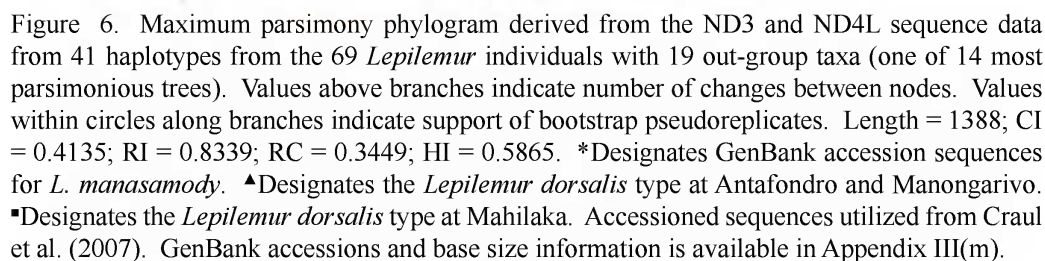 Figure 6. Maximum parsimony phylogram derived from the ND3 and ND4L sequence data
from 41 haplotypes from the 69 Lepilemur individuals with 19 out-group taxa (one of 14 most
parsimonious trees). Values above branches indicate number of changes between nodes. Values
within circles along branches indicate support of bootstrap pseudoreplicates. Length = 1388; CI
= 0.4135; RI = 0.8339; RC = 0.3449; HI = 0.5865. *Designates GenBank accession sequences
for L. manasamody. ▲Designates the Lepilemur dorsalis type at Antafondro and Manongarivo.
■Designates the Lepilemur dorsalis type at Mahilaka. Accessioned sequences utilized from Craul
et al. (2007). GenBank accessions and base size information is available in Appendix III(m).